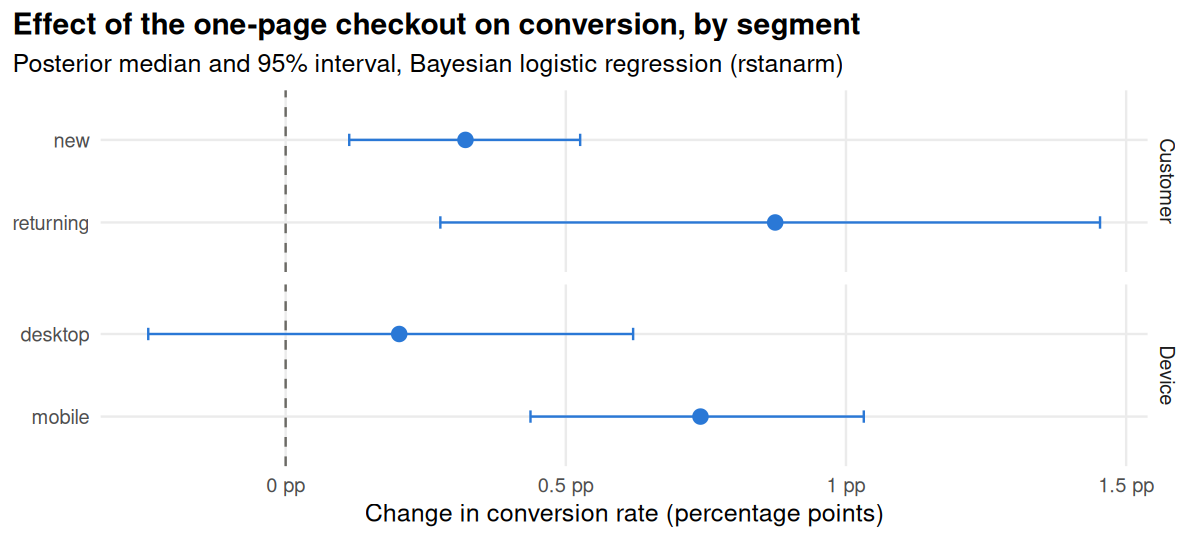 Effect of the one-page checkout on conversion, by segment
Posterior median and 95% interval, Bayesian logistic regression (rstanarm)
new
returning
Customer
desktop
mobile
Device
0 pp
0.5 pp
1 pp
1.5 pp
Change in conversion rate (percentage points)